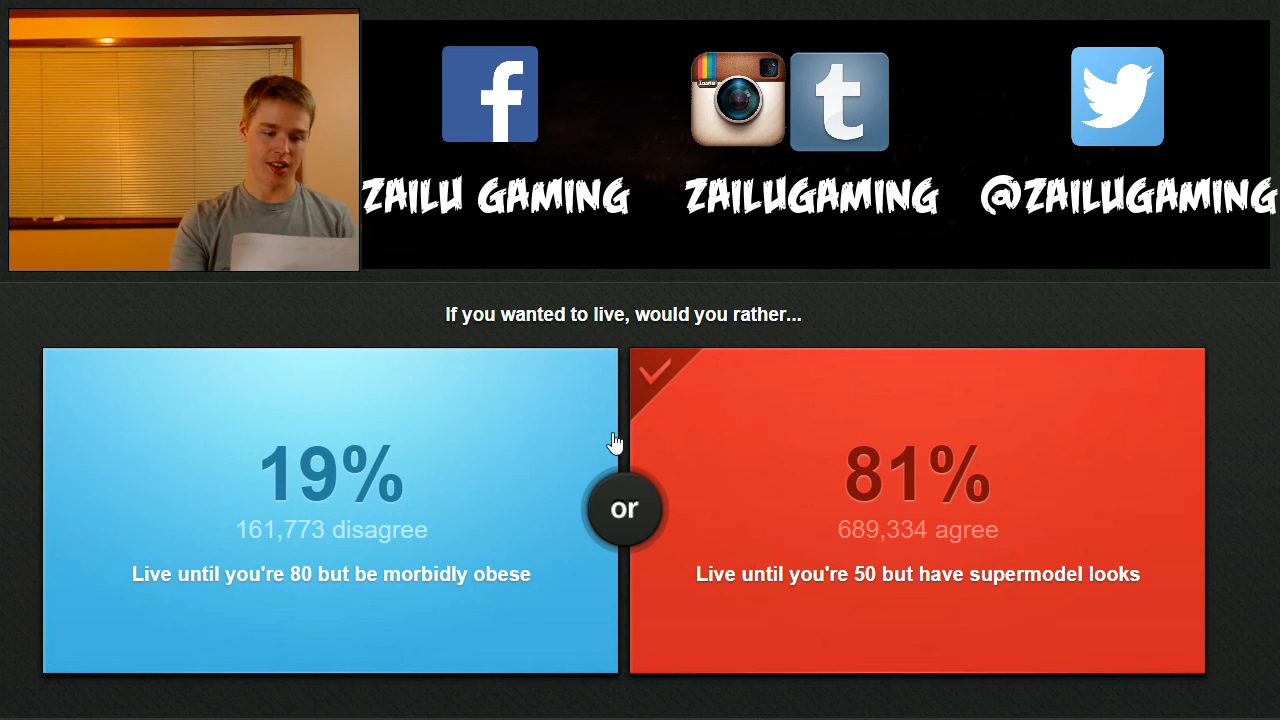 ZAILU GAMING
ZAILUGAMING
@ZAILUGAMING
If you wanted to live, would you rather...
19%
161,773 disagree
Live until you're 80 but be morbidly obese
or
81%
689,334 agree
Live until you're 50 but have supermodel looks